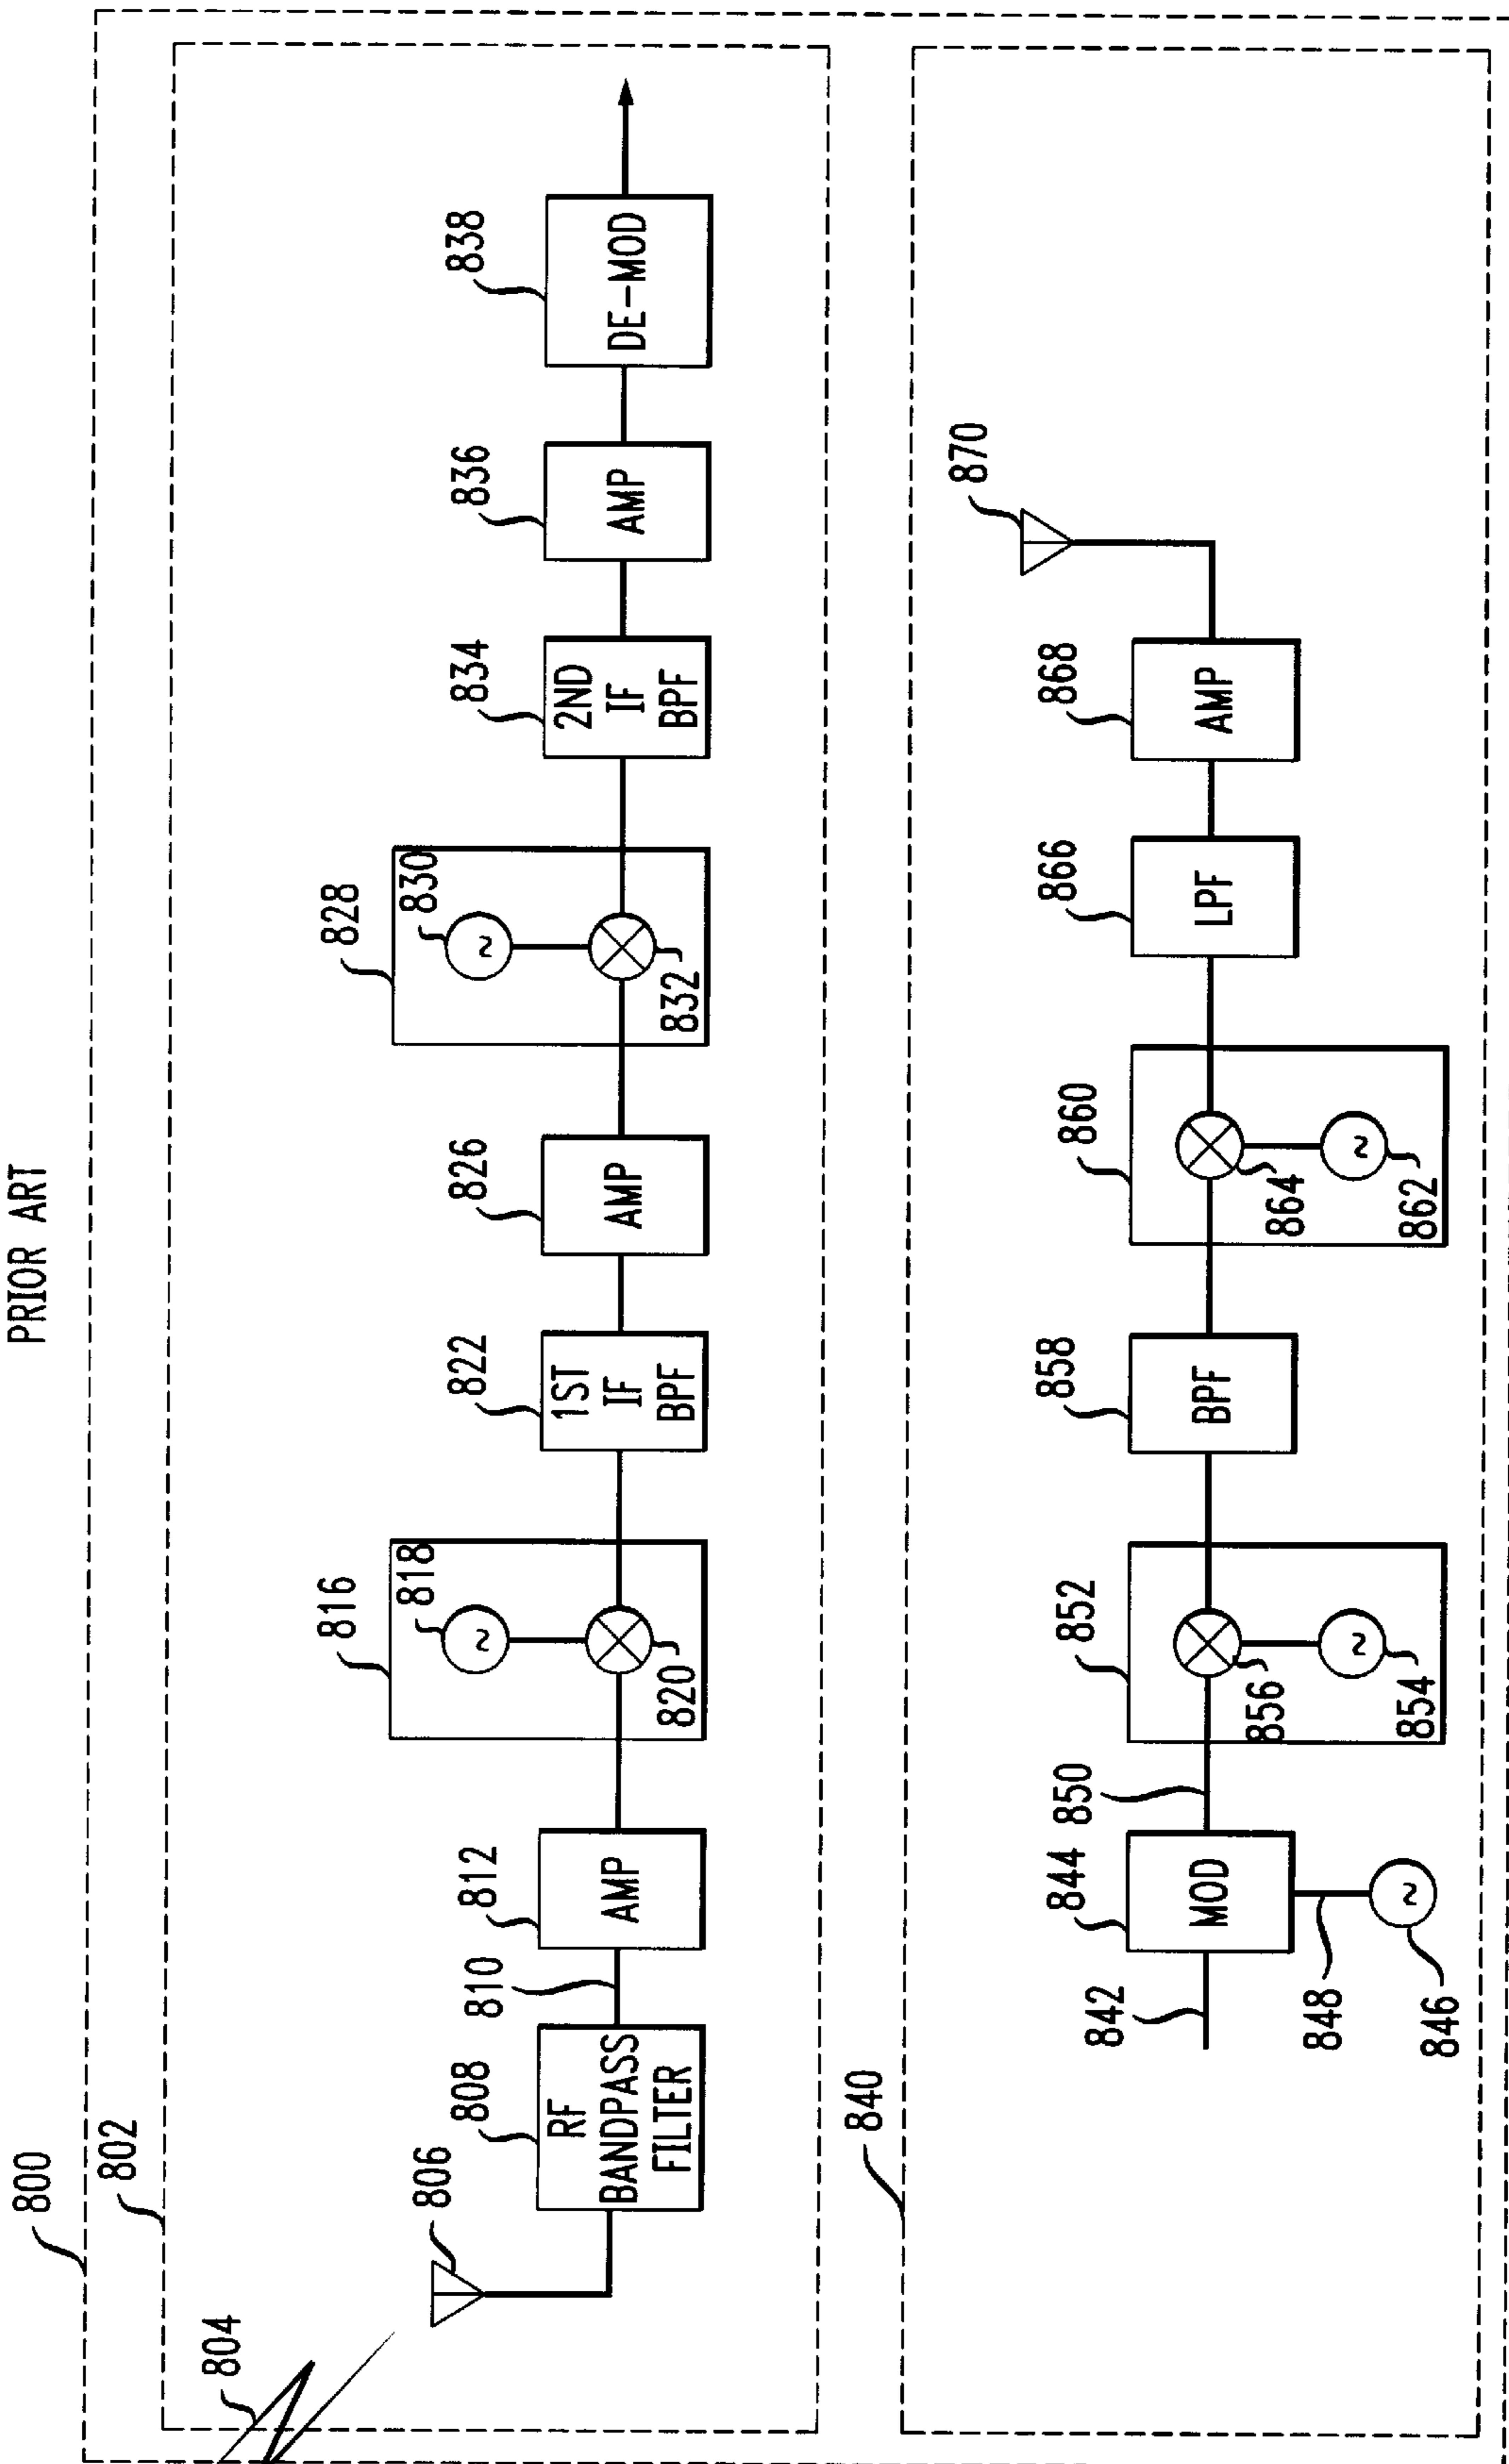 PRIOR ART
800
802
804
806
808
RF
BANDPASS
FILTER
810
812
AMP
816
818
820
822
1ST
IF
BPF
826
AMP
828
830
832
834
2ND
IF
BPF
836
AMP
838
DE-MOD
840
842
844
MOD
848
846
850
852
856
854
858
BPF
860
864
862
866
LPF
868
AMP
870